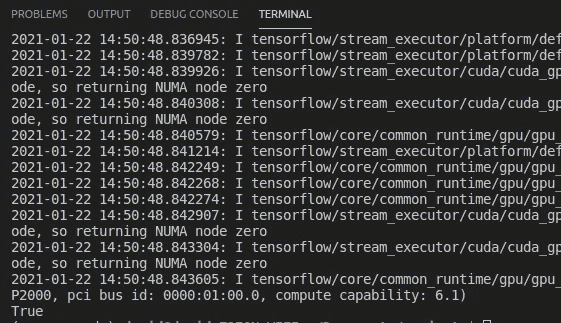 PROBLEMS OUTPUT DEBUG CONSOLE TERMINAL
2021-01-22 14:50:48.836945: I tensorflow/stream_executor/platform/def
2021-01-22 14:50:48.839782: I tensorflow/stream_executor/platform/def
2021-01-22 14:50:48.839926: I tensorflow/stream_executor/cuda/cuda_gp
ode, so returning NUMA node zero
2021-01-22 14:50:48.840308: I tensorflow/stream_executor/cuda/cuda_gp
ode, so returning NUMA node zero
2021-01-22 14:50:48.840579: I tensorflow/core/common_runtime/gpu/gpu_
2021-01-22 14:50:48.841214: I tensorflow/stream_executor/platform/def
2021-01-22 14:50:48.842249: I tensorflow/core/common_runtime/gpu/gpu_
2021-01-22 14:50:48.842268: I tensorflow/core/common_runtime/gpu/gpu_
2021-01-22 14:50:48.842274: I tensorflow/core/common_runtime/gpu/gpu_
2021-01-22 14:50:48.842907: I tensorflow/stream_executor/cuda/cuda_gp
ode, so returning NUMA node zero
2021-01-22 14:50:48.843304: I tensorflow/stream_executor/cuda/cuda_gp
ode, so returning NUMA node zero
2021-01-22 14:50:48.843605: I tensorflow/core/common_runtime/gpu/gpu_
P2000, pci bus id: 0000:01:00.0, compute capability: 6.1)
True